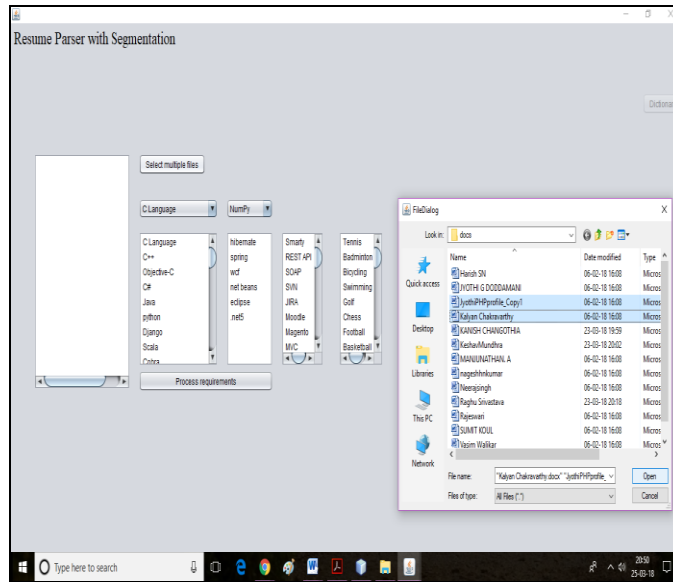 Resume Parser with Segmentation
Dictionar
Select multiple files
C Language NumPy
C Language
C++
Objective-C
C#
Java
python
Django
Scala
Cobra
hibernate
spring
wcf
net beans
eclipse
.net5
Smarty
REST API
SOAP
SVN
JIRA
Moodle
Magento
MVC
Tennis
Badminton
Bicycling
Swimming
Golf
Chess
Football
Basketball
Process requirements
FileDialog
Look in: docs
Quick access
Desktop
Libraries
This PC
Network
Name Date modified Type
Harish SN 06-02-18 16:08 Micros
JYOTHI G DODDAMANI 06-02-18 16:08 Micros
JyothiPHPprofile_Copy1 06-02-18 16:08 Micros
Kalyan Chakravarthy 06-02-18 16:08 Micros
KANISH CHANGOTHIA 23-03-18 19:59 Micros
KeshavMundhra 23-03-18 20:02 Micros
MANJUNATHAN. A 06-02-18 16:08 Micros
nageshhnkumar 06-02-18 16:08 Micros
Neerajsingh 06-02-18 16:08 Micros
Raghu Srivastava 23-03-18 20:18 Micros
Rajeswari 06-02-18 16:08 Micros
SUMIT KOUL 06-02-18 16:08 Micros
Vasim Walikar 06-02-18 16:08 Micros
File name: "Kalyan Chakravarthy.docx" "JyothiPHPprofile_ Open
Files of type: All Files (*.*) Cancel
Type here to search
20:50
25-03-18